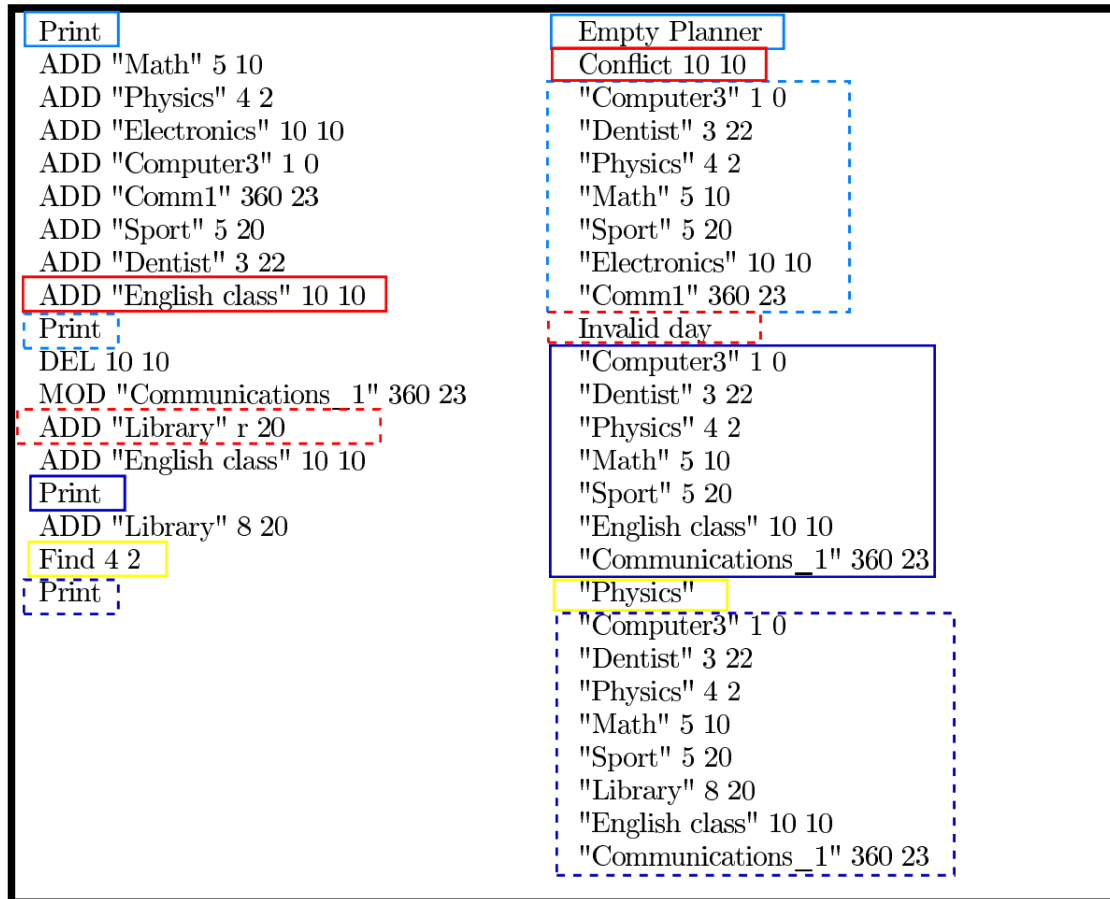 Print
ADD "Math" 5 10
ADD "Physics" 4 2
ADD "Electronics" 10 10
ADD "Computer3" 1 0
ADD "Comm1" 360 23
ADD "Sport" 5 20
ADD "Dentist" 3 22
ADD "English class" 10 10
Print
DEL 10 10
MOD "Communications_1" 360 23
ADD "Library" r 20
ADD "English class" 10 10
Print
ADD "Library" 8 20
Find 4 2
Print
Empty Planner
Conflict 10 10
"Computer3" 1 0
"Dentist" 3 22
"Physics" 4 2
"Math" 5 10
"Sport" 5 20
"Electronics" 10 10
"Comm1" 360 23
Invalid day
"Computer3" 1 0
"Dentist" 3 22
"Physics" 4 2
"Math" 5 10
"Sport" 5 20
"English class" 10 10
"Communications_1" 360 23
"Physics"
"Computer3" 1 0
"Dentist" 3 22
"Physics" 4 2
"Math" 5 10
"Sport" 5 20
"Library" 8 20
"English class" 10 10
"Communications_1" 360 23